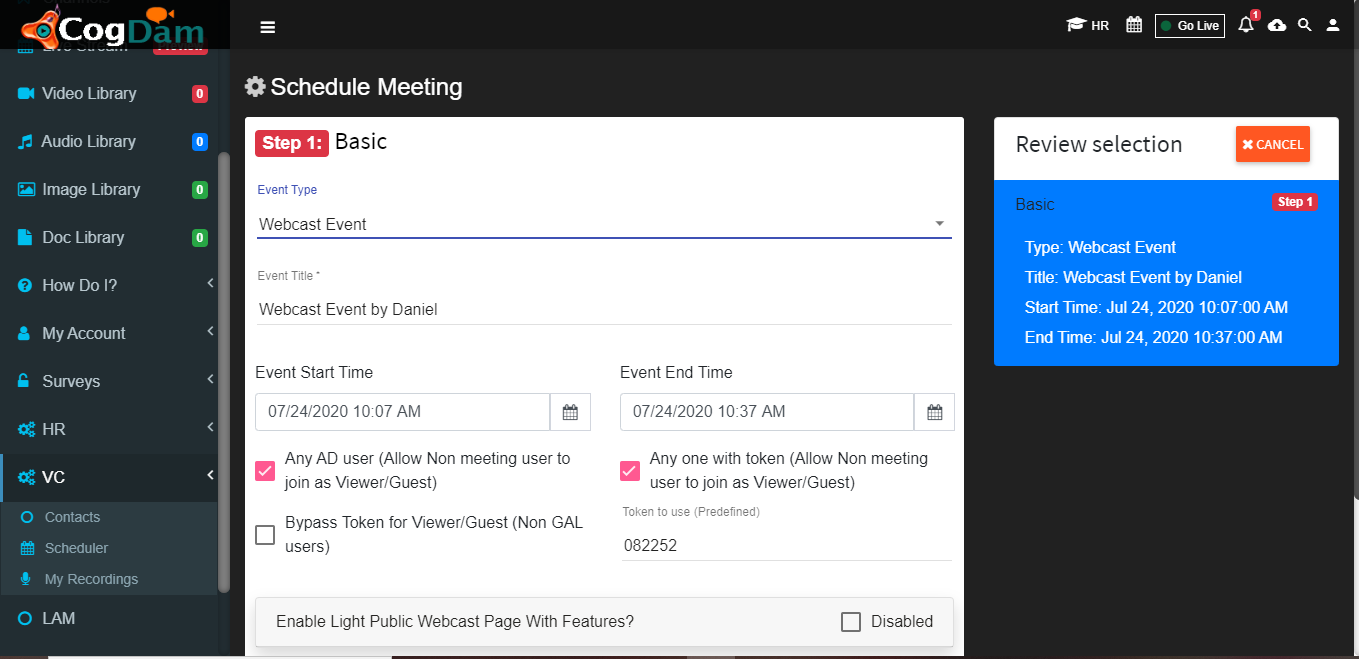 CogDam
HR
Go Live
1
Video Library 0
Audio Library 0
Image Library 0
Doc Library 0
How Do I?
My Account
Surveys
HR
VC
Contacts
Scheduler
My Recordings
LAM
Schedule Meeting
Step 1: Basic
Event Type
Webcast Event
Event Title *
Webcast Event by Daniel
Event Start Time
07/24/2020 10:07 AM
Event End Time
07/24/2020 10:37 AM
Any AD user (Allow Non meeting user to
join as Viewer/Guest)
Any one with token (Allow Non meeting
user to join as Viewer/Guest)
Bypass Token for Viewer/Guest (Non GAL
users)
Token to use (Predefined)
082252
Enable Light Public Webcast Page With Features?
Disabled
Review selection
CANCEL
Basic
Step 1
Type: Webcast Event
Title: Webcast Event by Daniel
Start Time: Jul 24, 2020 10:07:00 AM
End Time: Jul 24, 2020 10:37:00 AM